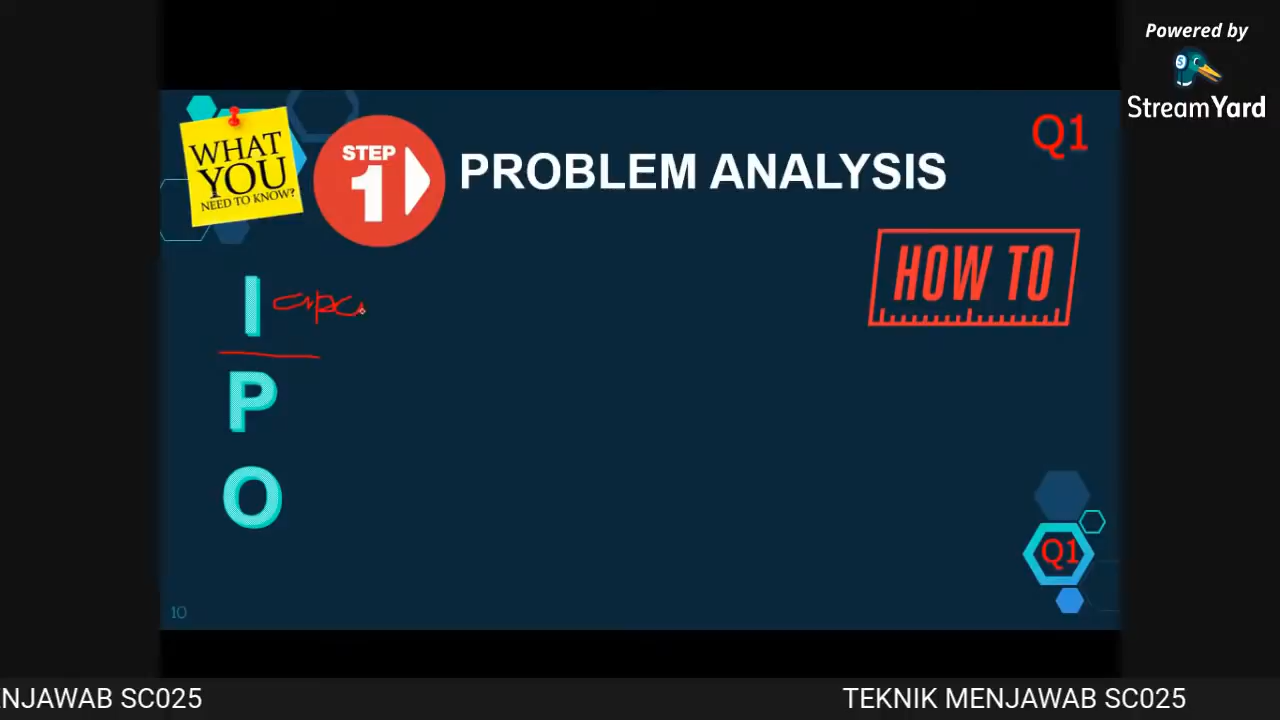 Powered by
StreamYard
WHAT
YOU
NEED TO KNOW?
STEP
1
PROBLEM ANALYSIS
Q1
HOW TO
I
P
O
Q1
10
ENJAWAB SC025
TEKNIK MENJAWAB SC025